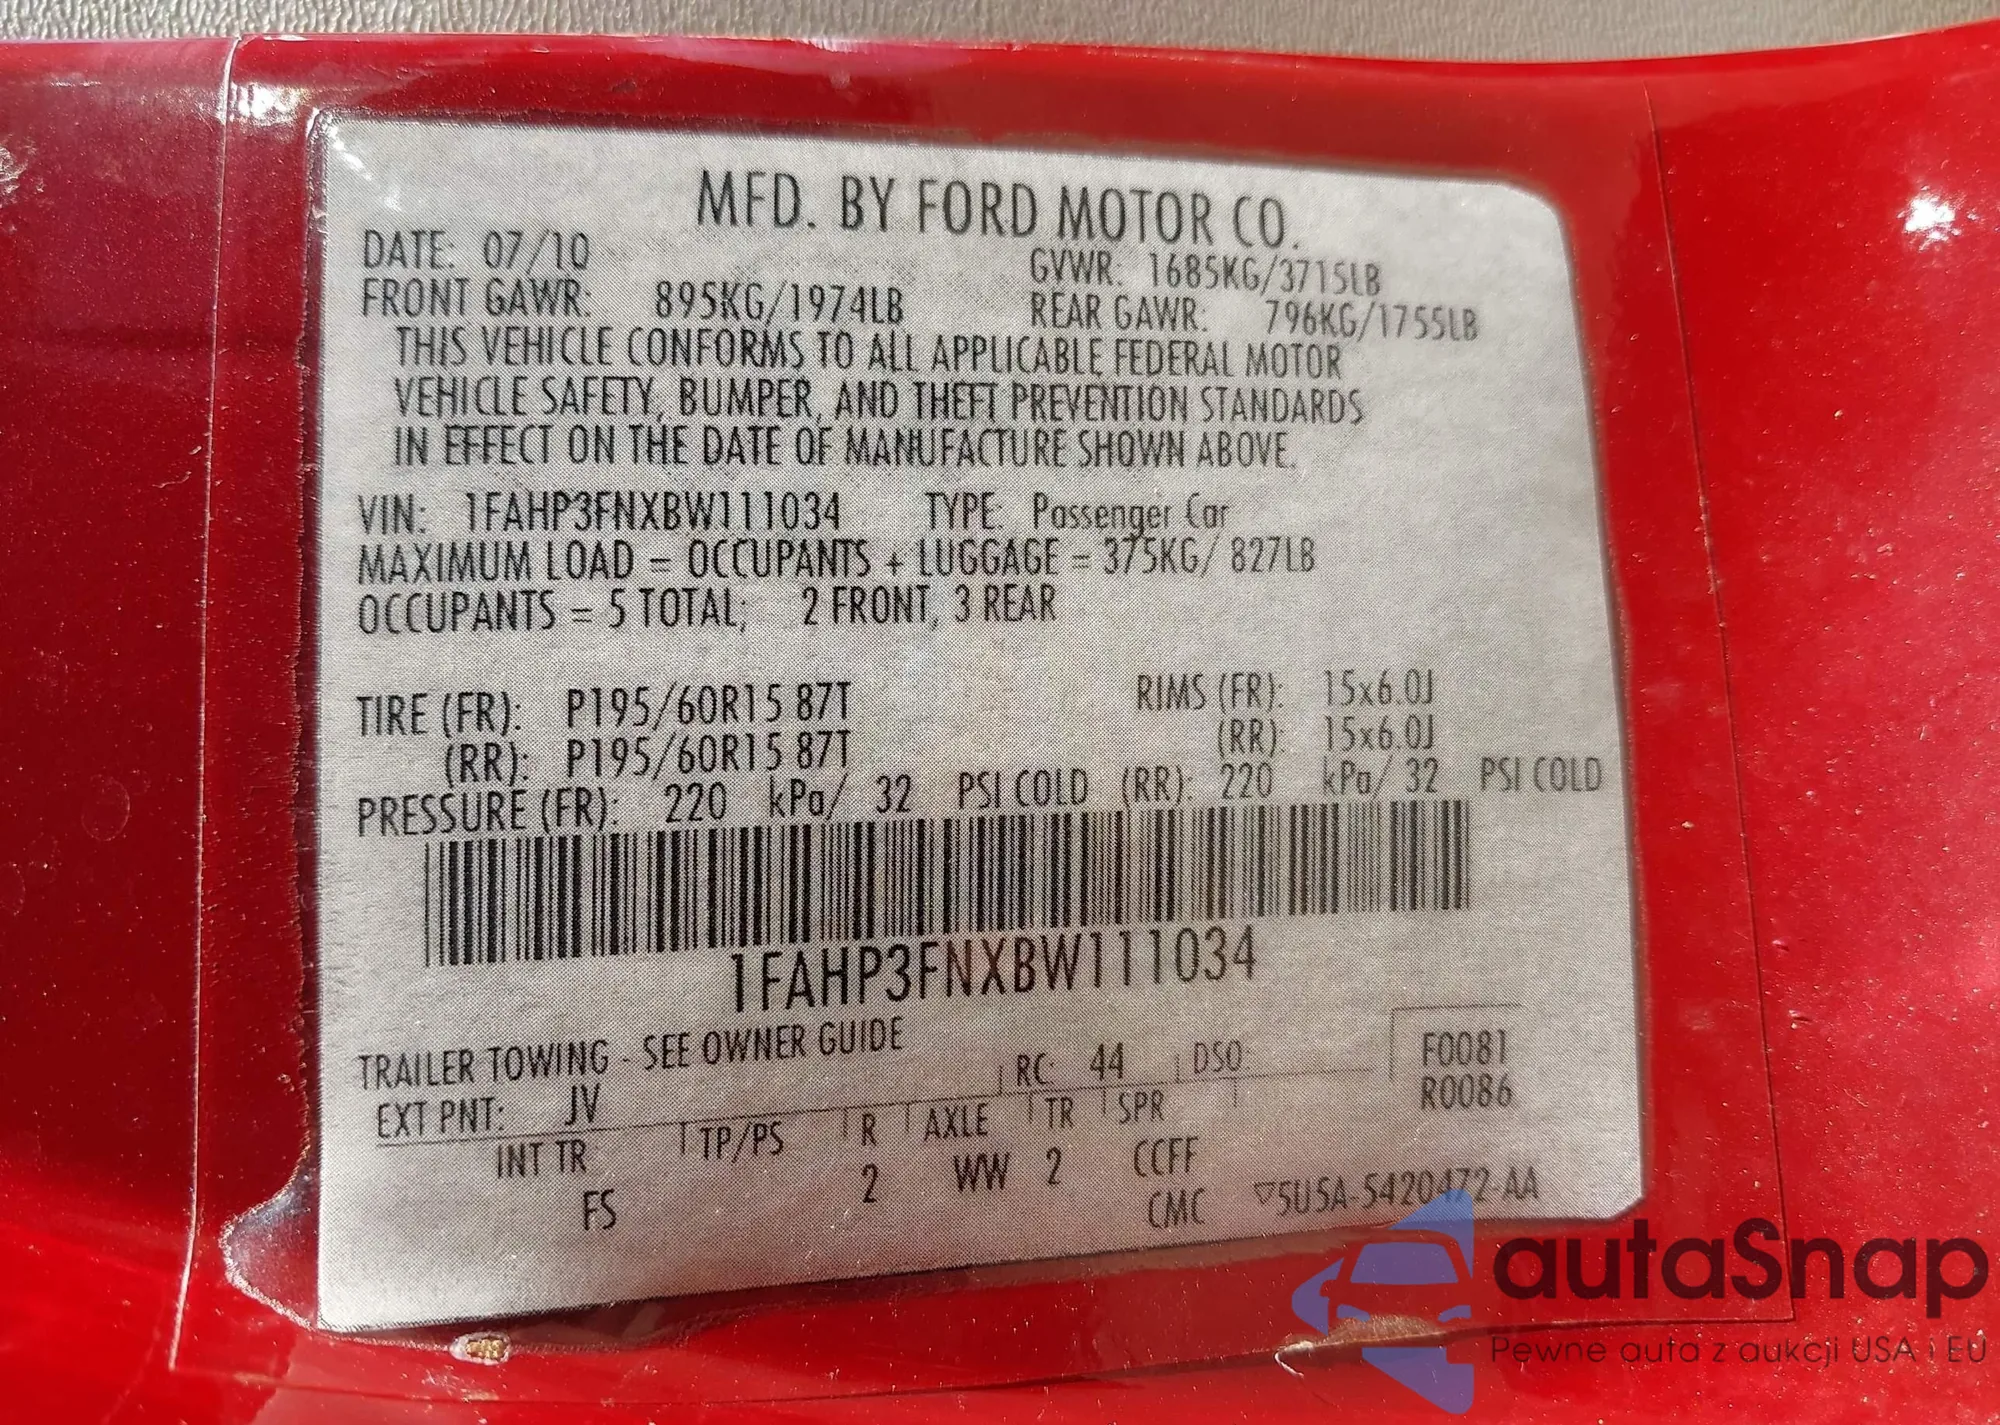 MFD. BY FORD MOTOR CO.
DATE: 07/10 GVWR: 1685KG/3715LB
FRONT GAWR: 895KG/1974LB REAR GAWR: 796KG/1755LB
THIS VEHICLE CONFORMS TO ALL APPLICABLE FEDERAL MOTOR
VEHICLE SAFETY, BUMPER, AND THEFT PREVENTION STANDARDS
IN EFFECT ON THE DATE OF MANUFACTURE SHOWN ABOVE.
VIN: 1FAHP3FNXBW111034 TYPE: Passenger Car
MAXIMUM LOAD = OCCUPANTS + LUGGAGE = 375KG/ 827LB
OCCUPANTS = 5 TOTAL; 2 FRONT, 3 REAR
TIRE (FR): P195/60R15 87T RIMS (FR): 15x6.0J
(RR): P195/60R15 87T (RR): 15x6.0J
PRESSURE (FR): 220 kPa/ 32 PSI COLD (RR): 220 kPa/ 32 PSI COLD
1FAHP3FNXBW111034
TRAILER TOWING - SEE OWNER GUIDE
EXT PNT: JV RC: 44 DSO: F0081
R0086
INT TR TP/PS R AXLE TR SPR
FS 2 WW 2 CCFF
CMC ▽5U5A-5420472-AA
autaSnap
Pewne auta z aukcji USA i EU